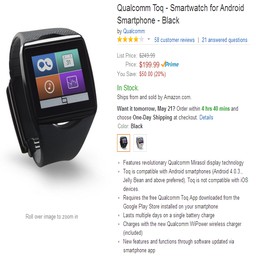 Qualcomm Toq - Smartwatch for Android
Smartphone - Black
by Qualcomm
58 customer reviews | 21 answered questions
List Price: $249.99
Price: $199.99 Prime
You Save: $50.00 (20%)
In Stock.
Ships from and sold by Amazon.com.
Want it tomorrow, May 21? Order within 4 hrs 40 mins and
choose One-Day Shipping at checkout. Details
Color: Black
Features revolutionary Qualcomm Mirasol display technology
Toq is compatible with Android smartphones (Android 4.0.3,
Jelly Bean and above preferred). Toq is not compatible with iOS
devices.
Requires the free Qualcomm Toq App downloaded from the
Google Play Store installed on your smartphone
Lasts multiple days on a single battery charge
Charges with the new Qualcomm WiPower wireless charger
(included)
New features and functions through software updated via
smartphone app
Roll over image to zoom in